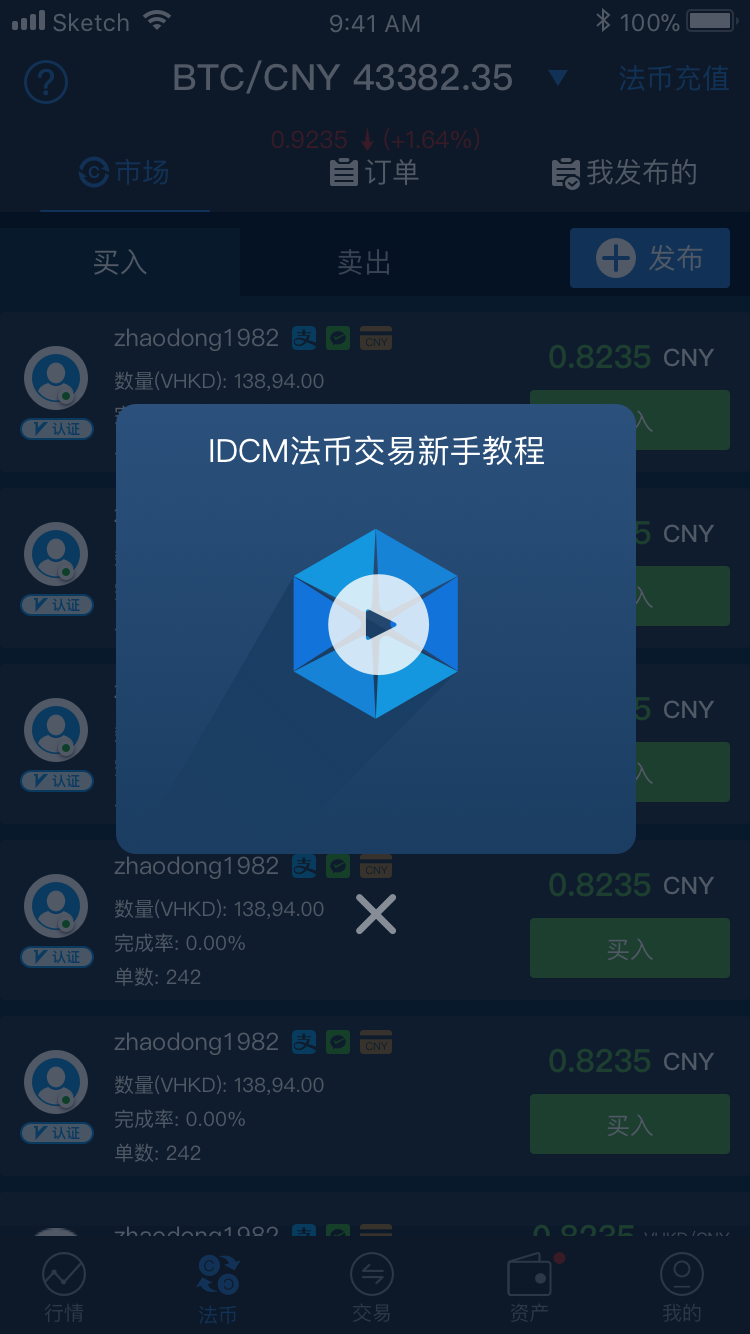 Sketch 9:41 AM 100%
BTC/CNY 43382.35 法币充值
0.9235 (+1.64%)
市场 订单 我发布的
买入 卖出 发布
zhaodong1982 支 CNY
0.8235 CNY
数量(VHKD): 138,94.00
认证
入
IDCM法币交易新手教程
5 CNY
认证
入
5 CNY
认证
入
zhaodong1982 支 CNY
0.8235 CNY
数量(VHKD): 138,94.00
完成率: 0.00%
买入
认证
单数: 242
zhaodong1982 支 CNY
0.8235 CNY
数量(VHKD): 138,94.00
完成率: 0.00%
买入
认证
单数: 242
zhaodong1982
0.8235 VHKD/CNY
行情 法币 交易 资产 我的